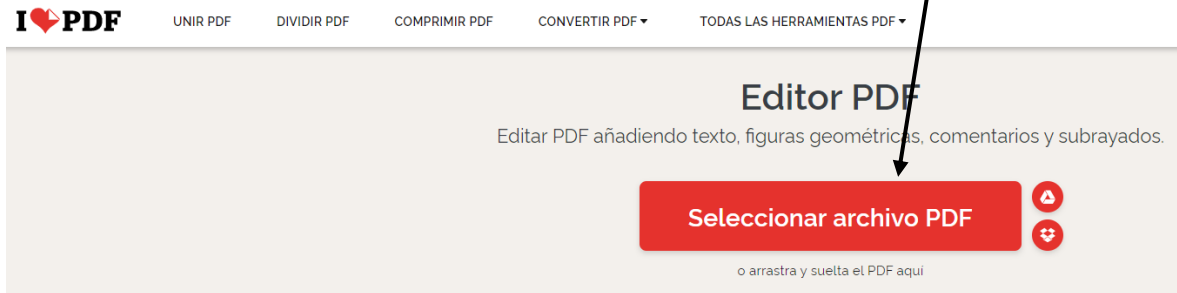 I PDF UNIR PDF DIVIDIR PDF COMPRIMIR PDF CONVERTIR PDF TODAS LAS HERRAMIENTAS PDF
Editor PDF
Editar PDF añadiendo texto, figuras geométricas, comentarios y subrayados.
Seleccionar archivo PDF
o arrastra y suelta el PDF aquí